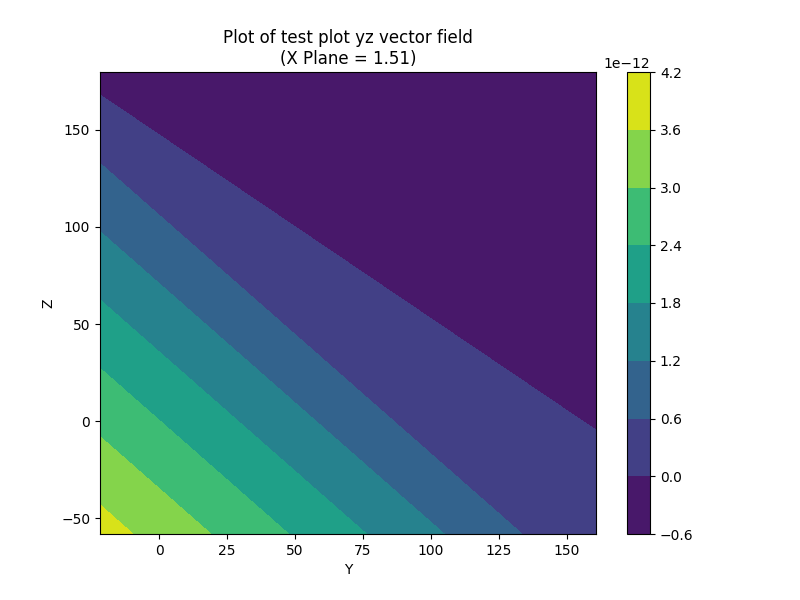 Plot of test plot yz vector field
(X Plane = 1.51)
1e−12
4.2
3.6
3.0
2.4
1.8
1.2
0.6
0.0
−0.6
Z
150
100
50
0
−50
0 25 50 75 100 125 150
Y